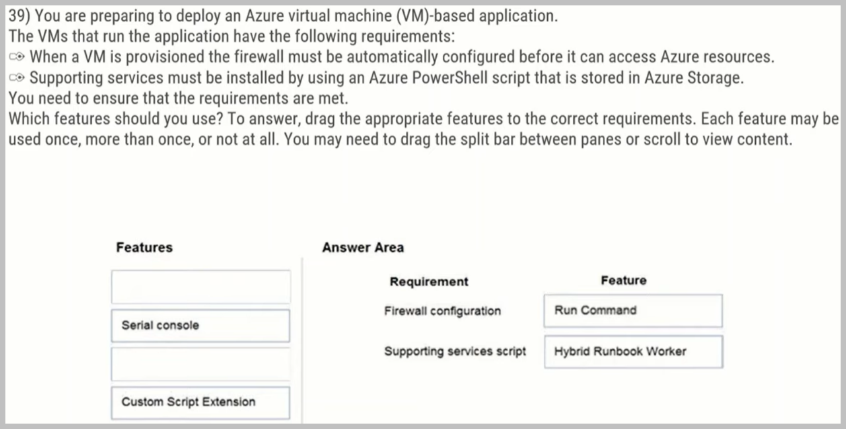 39) You are preparing to deploy an Azure virtual machine (VM)-based application.
The VMs that run the application have the following requirements:
When a VM is provisioned the firewall must be automatically configured before it can access Azure resources.
Supporting services must be installed by using an Azure PowerShell script that is stored in Azure Storage.
You need to ensure that the requirements are met.
Which features should you use? To answer, drag the appropriate features to the correct requirements. Each feature may be
used once, more than once, or not at all. You may need to drag the split bar between panes or scroll to view content.
Features
Answer Area
Requirement
Feature
Firewall configuration
Run Command
Serial console
Supporting services script
Hybrid Runbook Worker
Custom Script Extension